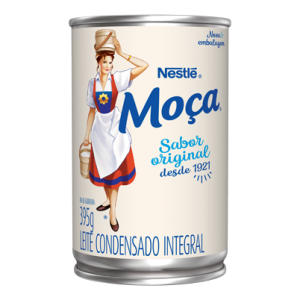 Nova
embalagem
Nestlé®
Moça®
Sabor
original
desde 1921
395g
LEITE CONDENSADO INTEGRAL